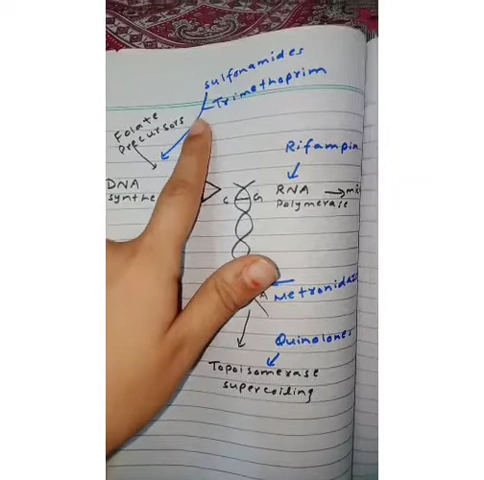 sulfonamides
Trimethoprim
Folate
precursors
Rifampin
DNA
synthe
C G
RNA
polymerase
A
Metronidaz
Quinolones
Topoisomerase
supercoiling